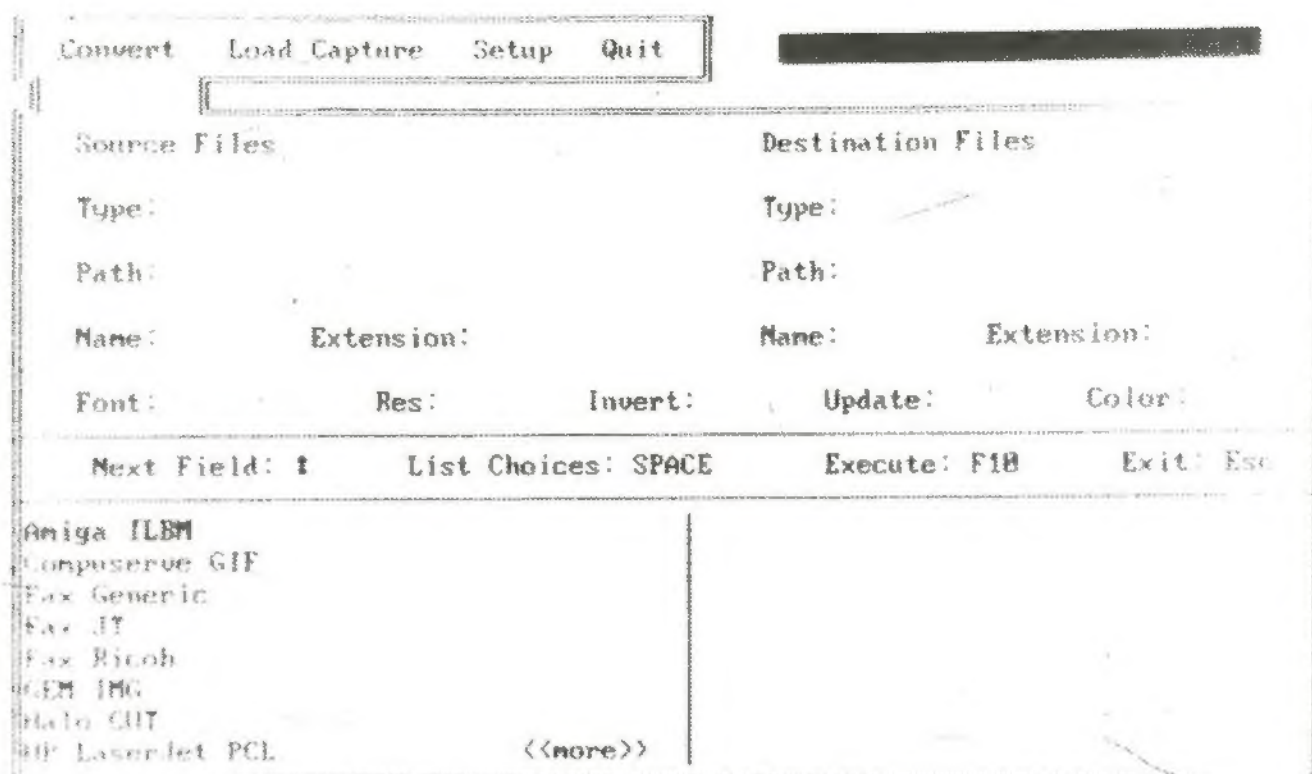 Convert Load Capture Setup Quit
Source Files Destination Files
Type: Type:
Path: Path:
Name: Extension: Name: Extension:
Font: Res: Invert: Update: Color:
Next Field: List Choices: SPACE Execute: F10 Exit: Esc
Amiga ILBM
Compuserve GIF
Fax Generic
Fax JT
Fax Ricoh
GEM IMG
Halo CUT
HP LaserJet PCL <<more>>